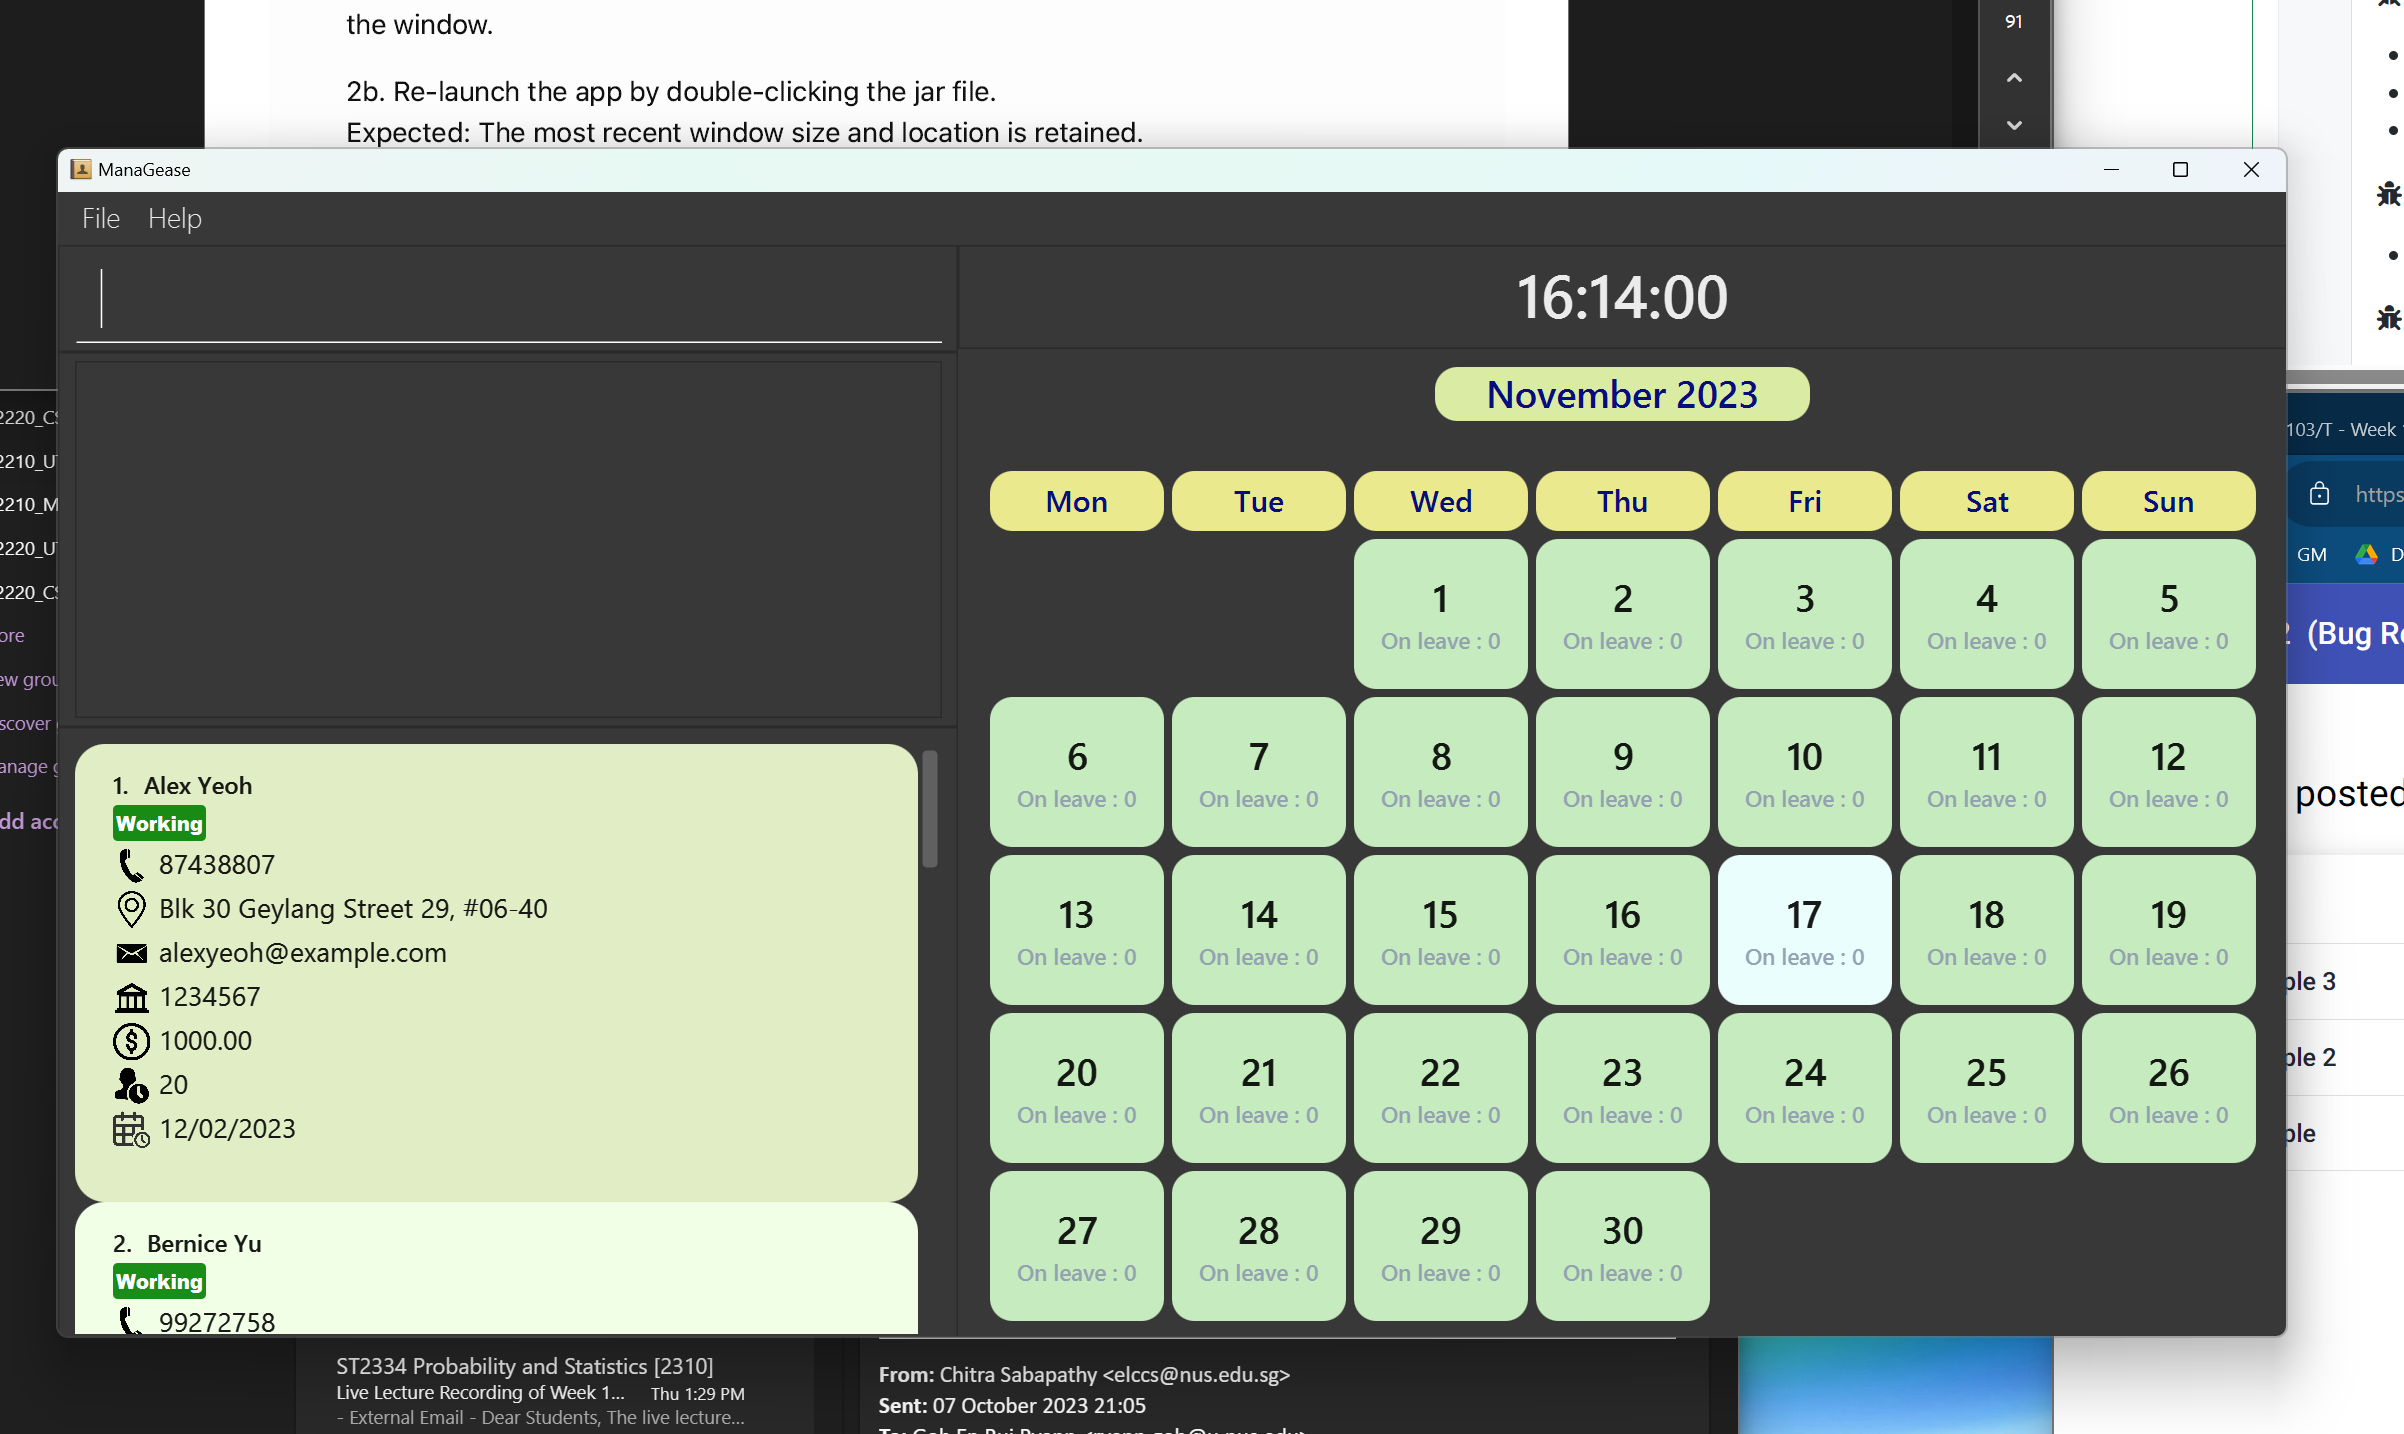 the window.
2b. Re-launch the app by double-clicking the jar file.
Expected: The most recent window size and location is retained.
91
ManaGease
File Help
16:14:00
November 2023
Mon Tue Wed Thu Fri Sat Sun
1 2 3 4 5
On leave : 0 On leave : 0 On leave : 0 On leave : 0 On leave : 0
6 7 8 9 10 11 12
On leave : 0 On leave : 0 On leave : 0 On leave : 0 On leave : 0 On leave : 0 On leave : 0
13 14 15 16 17 18 19
On leave : 0 On leave : 0 On leave : 0 On leave : 0 On leave : 0 On leave : 0 On leave : 0
20 21 22 23 24 25 26
On leave : 0 On leave : 0 On leave : 0 On leave : 0 On leave : 0 On leave : 0 On leave : 0
27 28 29 30
On leave : 0 On leave : 0 On leave : 0 On leave : 0
1. Alex Yeoh
Working
87438807
Blk 30 Geylang Street 29, #06-40
alexyeoh@example.com
1234567
1000.00
20
12/02/2023
2. Bernice Yu
Working
99272758
2220_CS
2210_U
2210_M
2220_U
2220_CS
ore
ew grou
scover
anage g
dd acc
103/T - Week
https
GM D
(Bug Re
posted
ple 3
ple 2
ple
ST2334 Probability and Statistics [2310]
Live Lecture Recording of Week 1... Thu 1:29 PM
- External Email - Dear Students, The live lecture...
From: Chitra Sabapathy <elccs@nus.edu.sg>
Sent: 07 October 2023 21:05